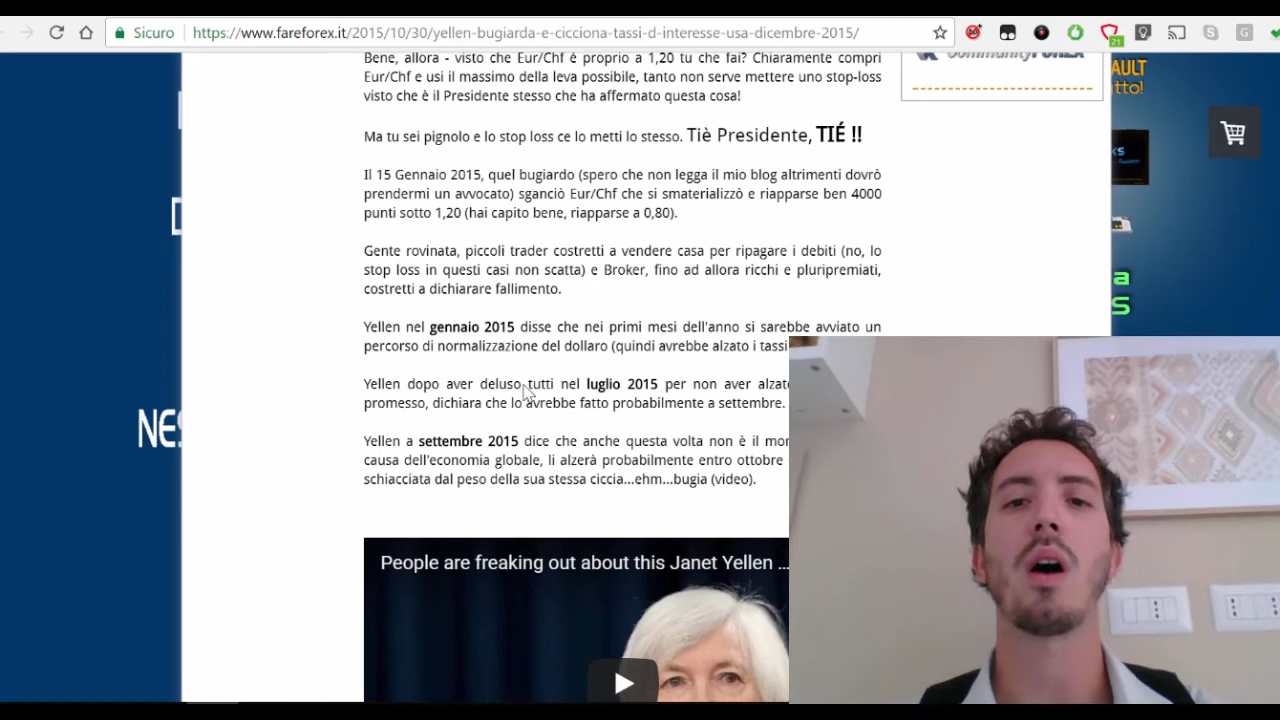 Sicuro https://www.fareforex.it/2015/10/30/yellen-bugiarda-e-cicciona-tassi-d-interesse-usa-dicembre-2015/
21
Bene, allora - visto che Eur/Chf è proprio a 1,20 tu che fai? Chiaramente compri
Eur/Chf e usi il massimo della leva possibile, tanto non serve mettere uno stop-loss
visto che è il Presidente stesso che ha affermato questa cosa!
Ma tu sei pignolo e lo stop loss ce lo metti lo stesso. Tiè Presidente, TIÉ !!
Il 15 Gennaio 2015, quel bugiardo (spero che non legga il mio blog altrimenti dovrò
prendermi un avvocato) sganciò Eur/Chf che si smaterializzò e riapparse ben 4000
punti sotto 1,20 (hai capito bene, riapparse a 0,80).
Gente rovinata, piccoli trader costretti a vendere casa per ripagare i debiti (no, lo
stop loss in questi casi non scatta) e Broker, fino ad allora ricchi e pluripremiati,
costretti a dichiarare fallimento.
Yellen nel gennaio 2015 disse che nei primi mesi dell'anno si sarebbe avviato un
percorso di normalizzazione del dollaro (quindi avrebbe alzato i tassi
Yellen dopo aver deluso tutti nel luglio 2015 per non aver alzato
promesso, dichiara che lo avrebbe fatto probabilmente a settembre.
Yellen a settembre 2015 dice che anche questa volta non è il
causa dell'economia globale, li alzerà probabilmente entro ottobre
schiacciata dal peso della sua stessa ciccia...ehm...bugia (video).
People are freaking out about this Janet Yellen ...